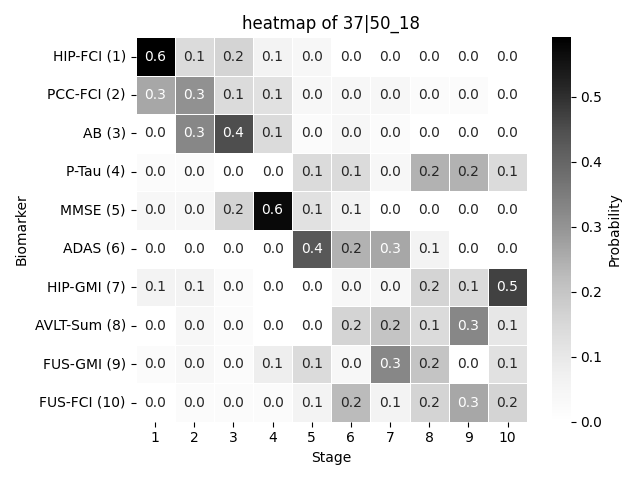 heatmap of 37|50_18
HIP-FCI (1) 0.6 0.1 0.2 0.1 0.0 0.0 0.0 0.0 0.0 0.0
PCC-FCI (2) 0.3 0.3 0.1 0.1 0.0 0.0 0.0 0.0 0.0 0.0
AB (3) 0.0 0.3 0.4 0.1 0.0 0.0 0.0 0.0 0.0 0.0
P-Tau (4) 0.0 0.0 0.0 0.0 0.1 0.1 0.0 0.2 0.2 0.1
MMSE (5) 0.0 0.0 0.2 0.6 0.1 0.1 0.0 0.0 0.0 0.0
ADAS (6) 0.0 0.0 0.0 0.0 0.4 0.2 0.3 0.1 0.0 0.0
HIP-GMI (7) 0.1 0.1 0.0 0.0 0.0 0.0 0.0 0.2 0.1 0.5
AVLT-Sum (8) 0.0 0.0 0.0 0.0 0.0 0.2 0.2 0.1 0.3 0.1
FUS-GMI (9) 0.0 0.0 0.0 0.1 0.1 0.0 0.3 0.2 0.0 0.1
FUS-FCI (10) 0.0 0.0 0.0 0.0 0.1 0.2 0.1 0.2 0.3 0.2
1 2 3 4 5 6 7 8 9 10
Stage
Biomarker
0.5
0.4
0.3
0.2
0.1
0.0
Probability